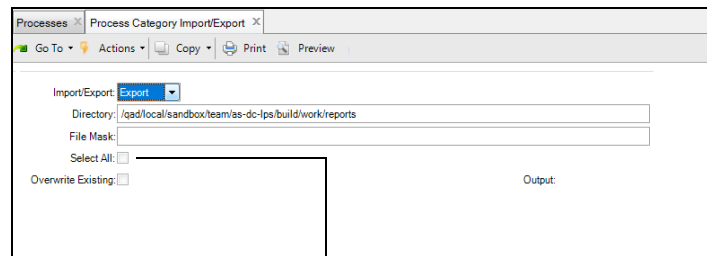 Processes Process Category Import/Export
Go To Actions Copy Print Preview
Import/Export: Export
Directory: /qad/local/sandbox/team/as-dc-lps/build/work/reports
File Mask:
Select All:
Overwrite Existing: Output: